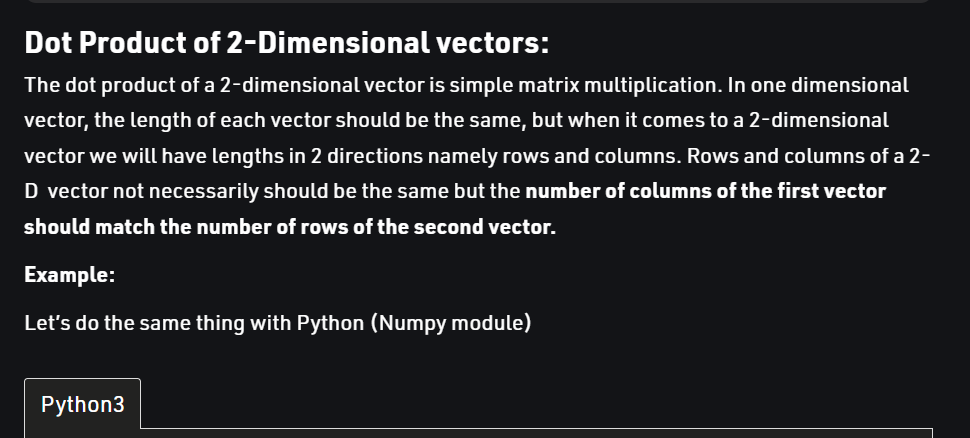 Dot Product of 2-Dimensional vectors:
The dot product of a 2-dimensional vector is simple matrix multiplication. In one dimensional
vector, the length of each vector should be the same, but when it comes to a 2-dimensional
vector we will have lengths in 2 directions namely rows and columns. Rows and columns of a 2-
D vector not necessarily should be the same but the number of columns of the first vector
should match the number of rows of the second vector.
Example:
Let's do the same thing with Python (Numpy module)
Python3